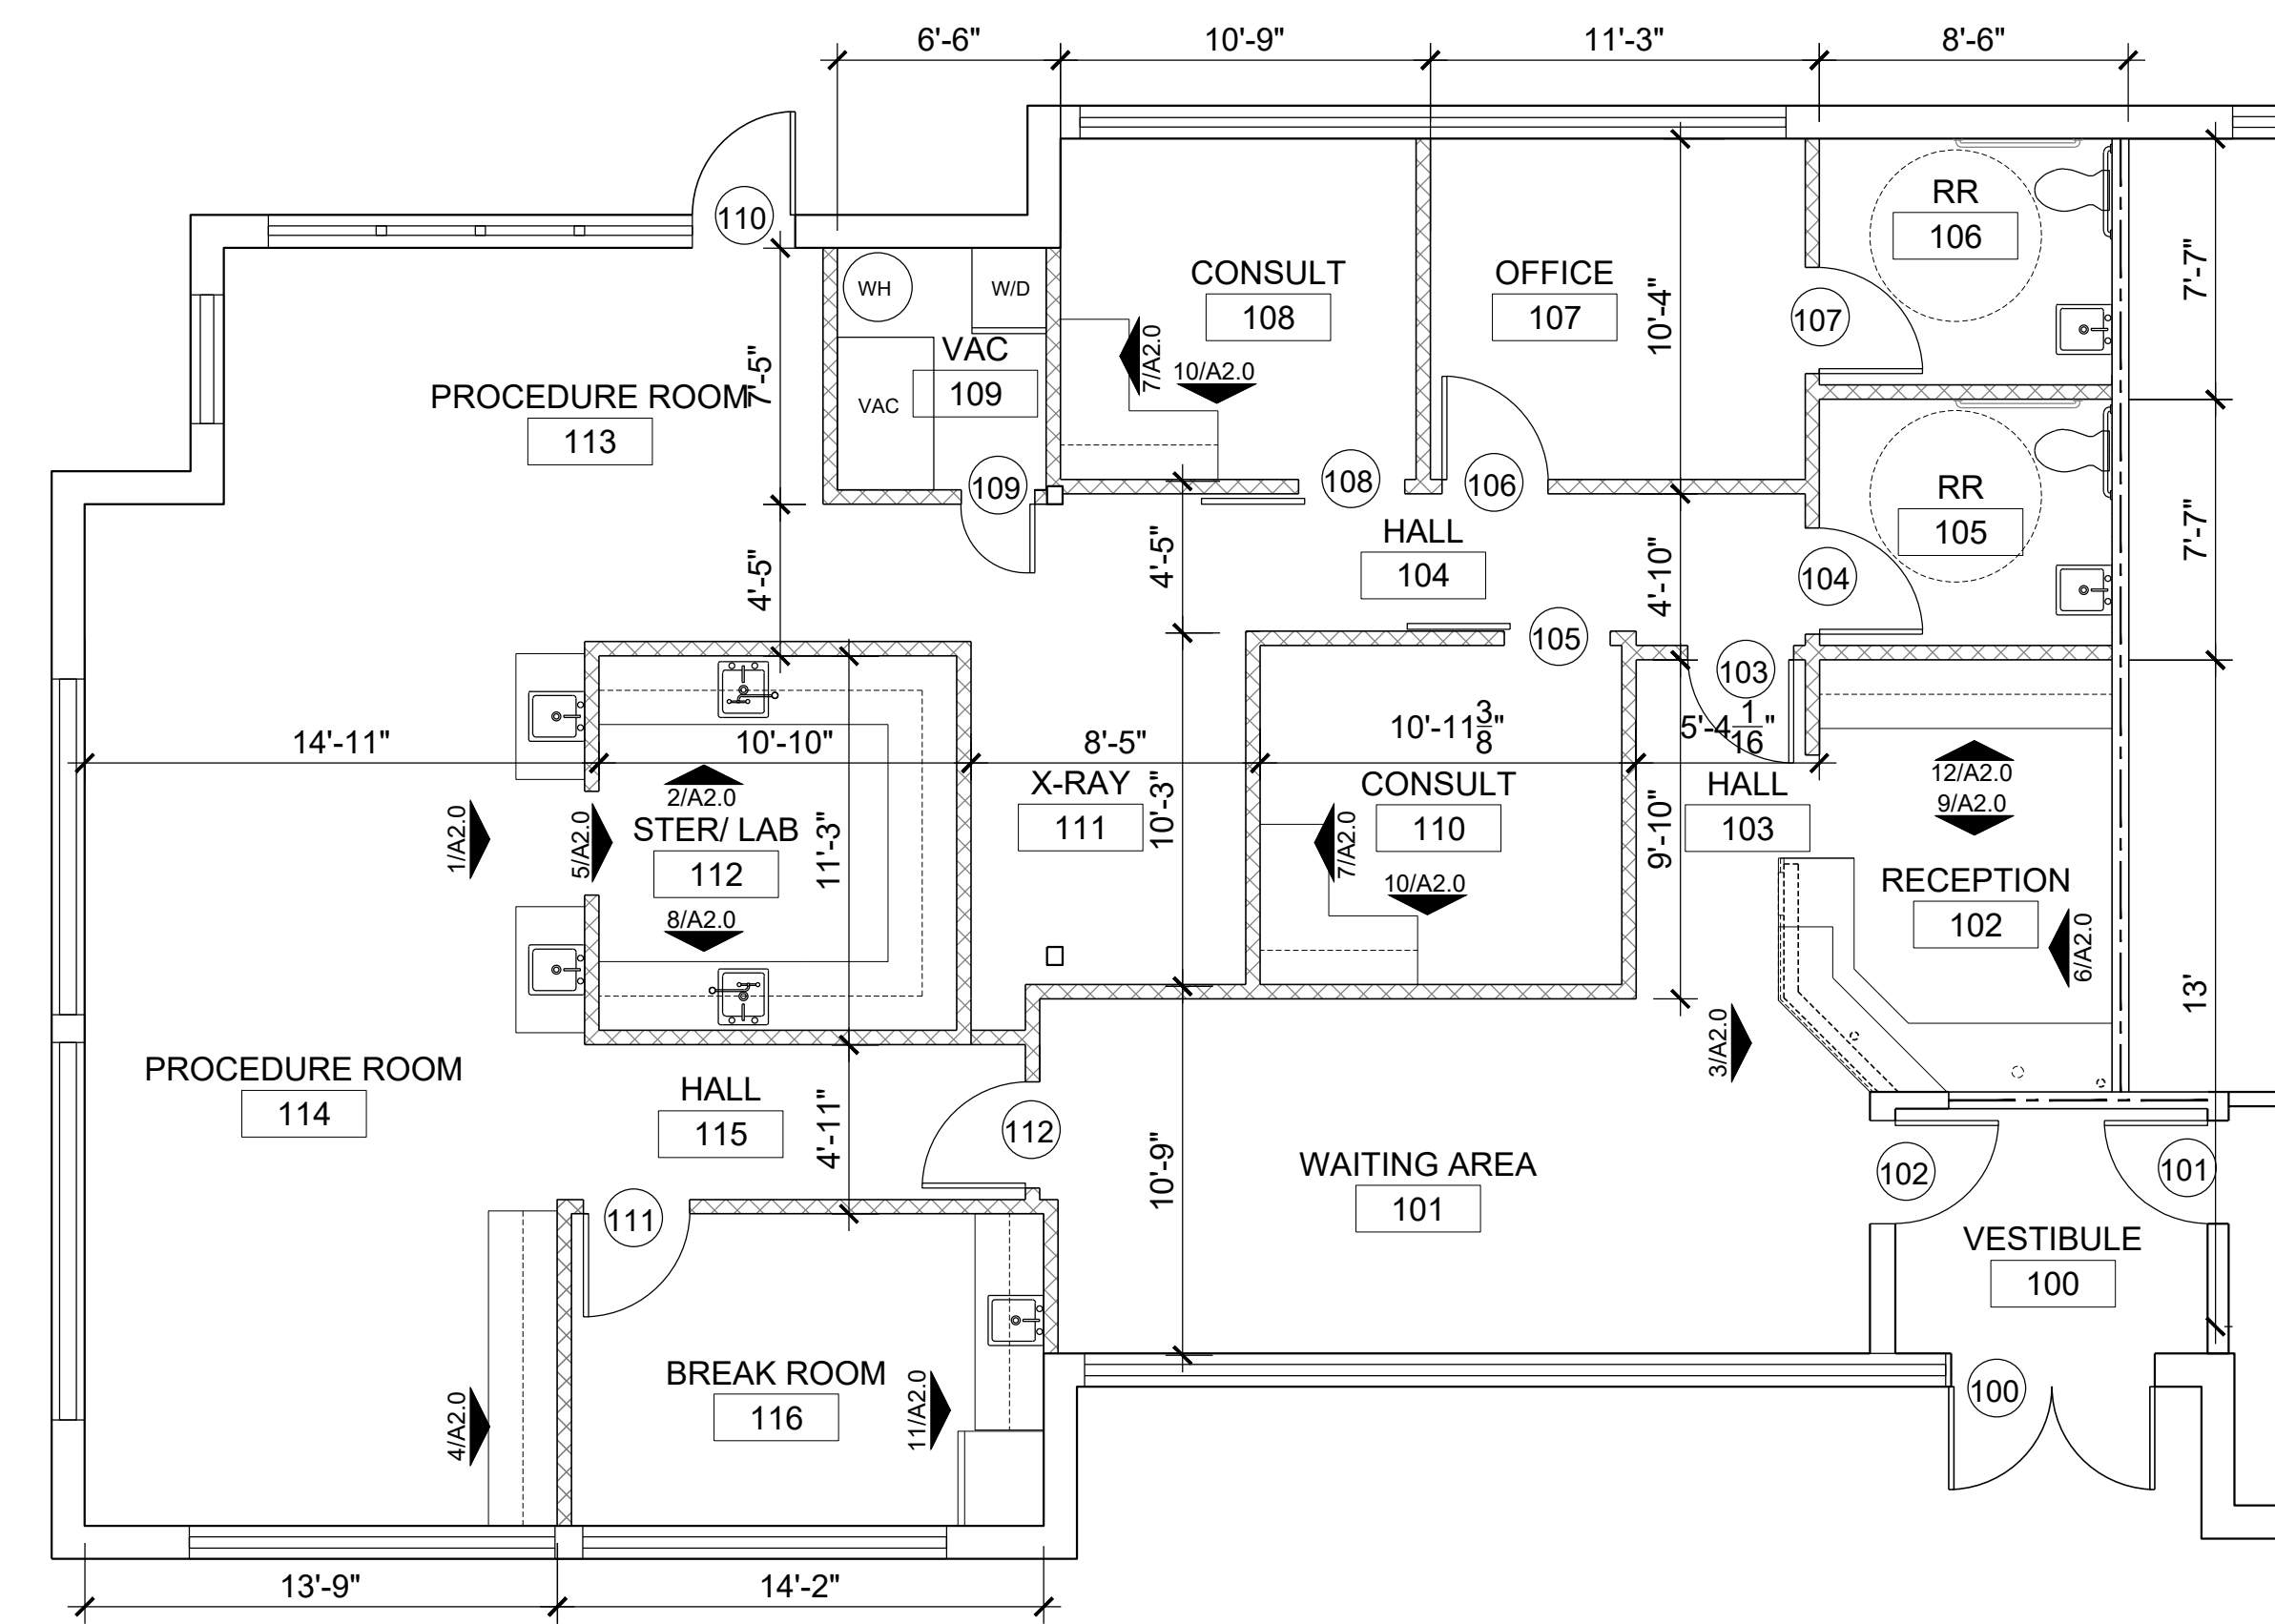 6'-6"
10'-9"
11'-3"
8'-6"
110
RR
106
CONSULT
108
OFFICE
107
WH
W/D
10'-4"
7'-7"
107
VAC
109
VAC
7/A2.0
10/A2.0
7'-5"
PROCEDURE ROOM
113
109
108
106
RR
105
HALL
104
4'-5"
4'-5"
4'-10"
7'-7"
104
105
103
14'-11"
10'-10"
8'-5"
10'-11 3/8"
5'-4 1/16"
2/A2.0
X-RAY
111
CONSULT
110
HALL
103
12/A2.0
9/A2.0
1/A2.0
5/A2.0
STER/ LAB
112
11'-3"
10'-3"
7/A2.0
9'-10"
8/A2.0
10/A2.0
RECEPTION
102
6/A2.0
13'
3/A2.0
PROCEDURE ROOM
114
HALL
115
4'-11"
112
10'-9"
WAITING AREA
101
102
101
111
VESTIBULE
100
BREAK ROOM
116
4/A2.0
11/A2.0
100
13'-9"
14'-2"